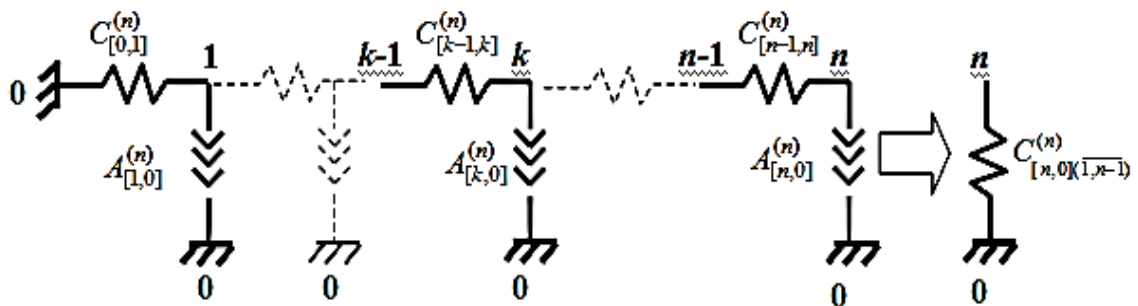 C^{(n)}_{[0,1]} 1 k-1 C^{(n)}_{[k-1,k]} k n-1 C^{(n)}_{[n-1,n]} n n
0
A^{(n)}_{[1,0]} A^{(n)}_{[k,0]} A^{(n)}_{[n,0]} C^{(n)}_{[n,0](\overline{1,n-1})}
0 0 0 0 0